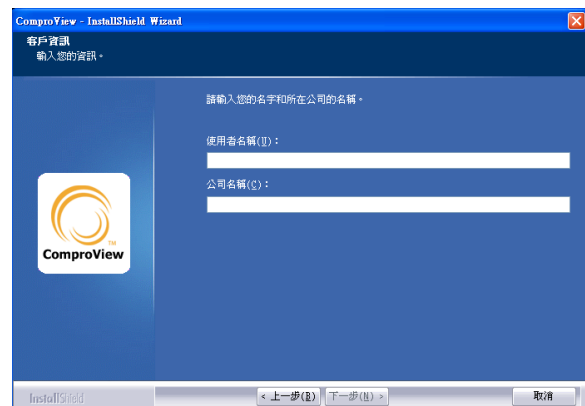 ComproView - InstallShield Wizard
客戶資訊
輸入您的資訊。
請輸入您的名字和所在公司的名稱。
使用者名稱(U)：
公司名稱(C)：
TM
ComproView
InstallShield
< 上一步(B)
下一步(N) >
取消